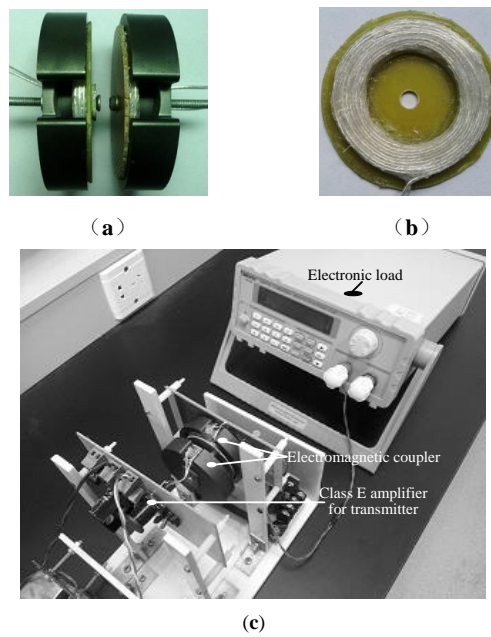 （a）
（b）
Electronic load
Electromagnetic coupler
Class E amplifier
for transmitter
(c)